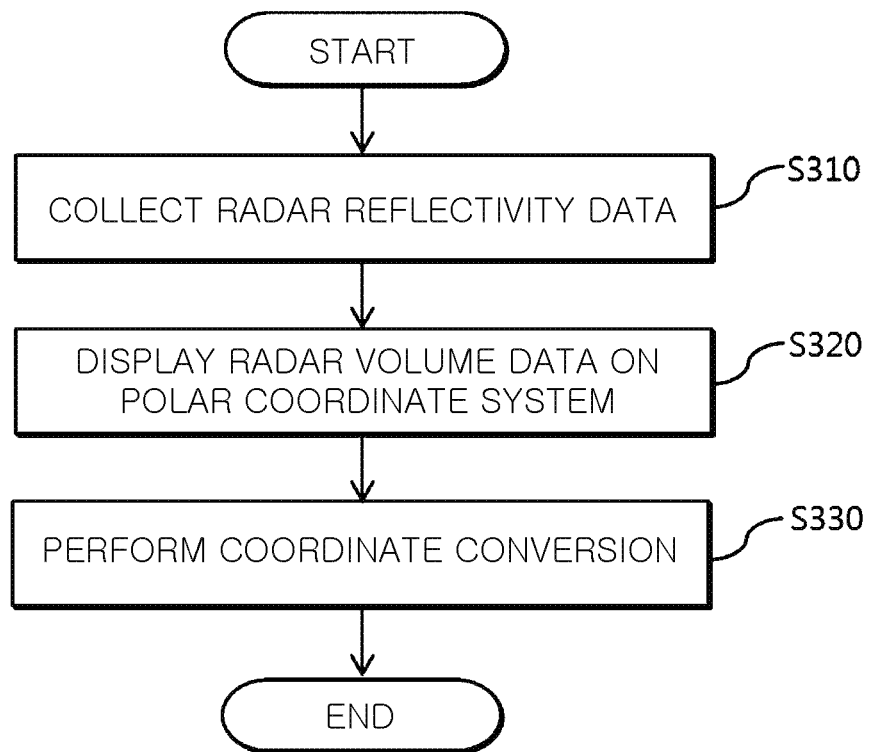 START
COLLECT RADAR REFLECTIVITY DATA
S310
DISPLAY RADAR VOLUME DATA ON
POLAR COORDINATE SYSTEM
S320
PERFORM COORDINATE CONVERSION
S330
END